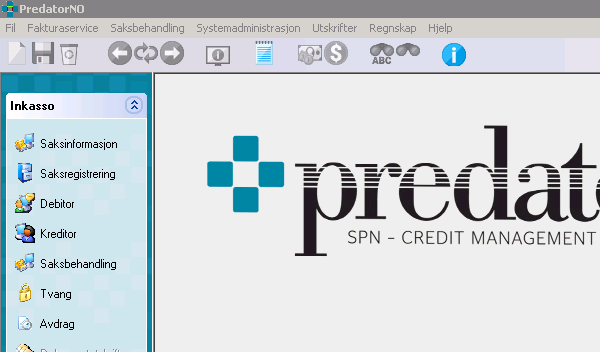 PredatorNO
Fil Fakturaservice Saksbehandling Systemadministrasjon Utskrifter Regnskap Hjelp
ABC
Inkasso
Saksinformasjon
Saksregistrering
Debitor
Kreditor
Saksbehandling
Tvang
Avdrag
predat
SPN - CREDIT MANAGEMENT